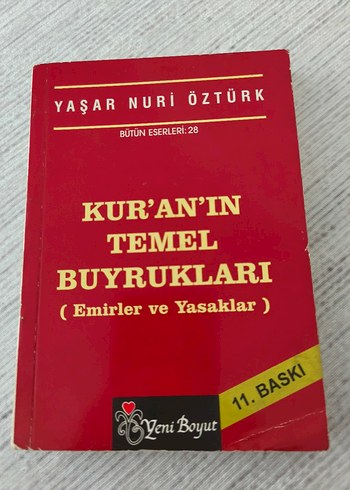 YAŞAR NURİ ÖZTÜRK
BÜTÜN ESERLERİ: 28
KUR'AN'IN
TEMEL
BUYRUKLARI
( Emirler ve Yasaklar )
11. BASKI
Yeni Boyut